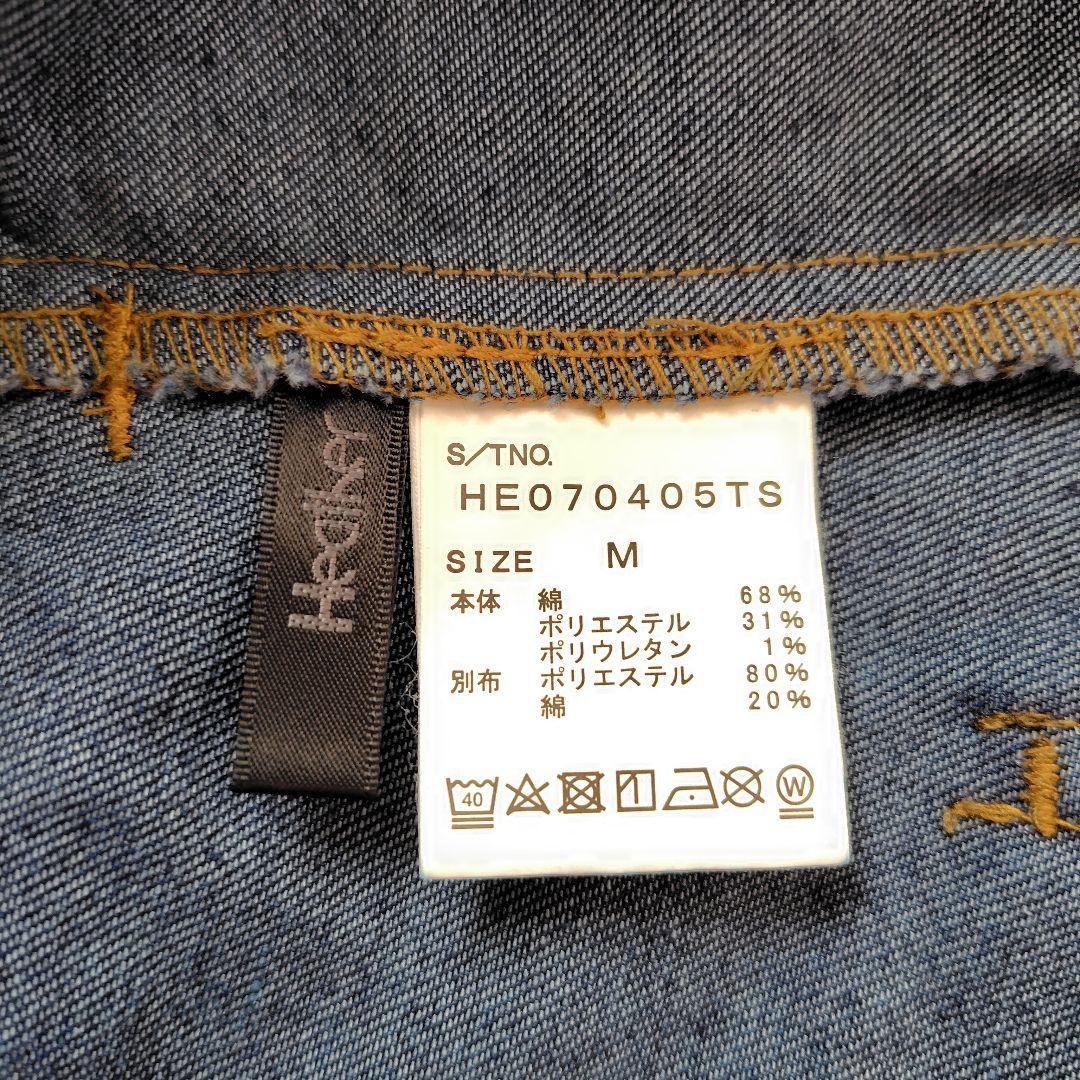 Heather
S/TNO.
HE070405TS
SIZE M
本体 綿 68%
ポリエステル 31%
ポリウレタン 1%
別布 ポリエステル 80%
綿 20%
40 W